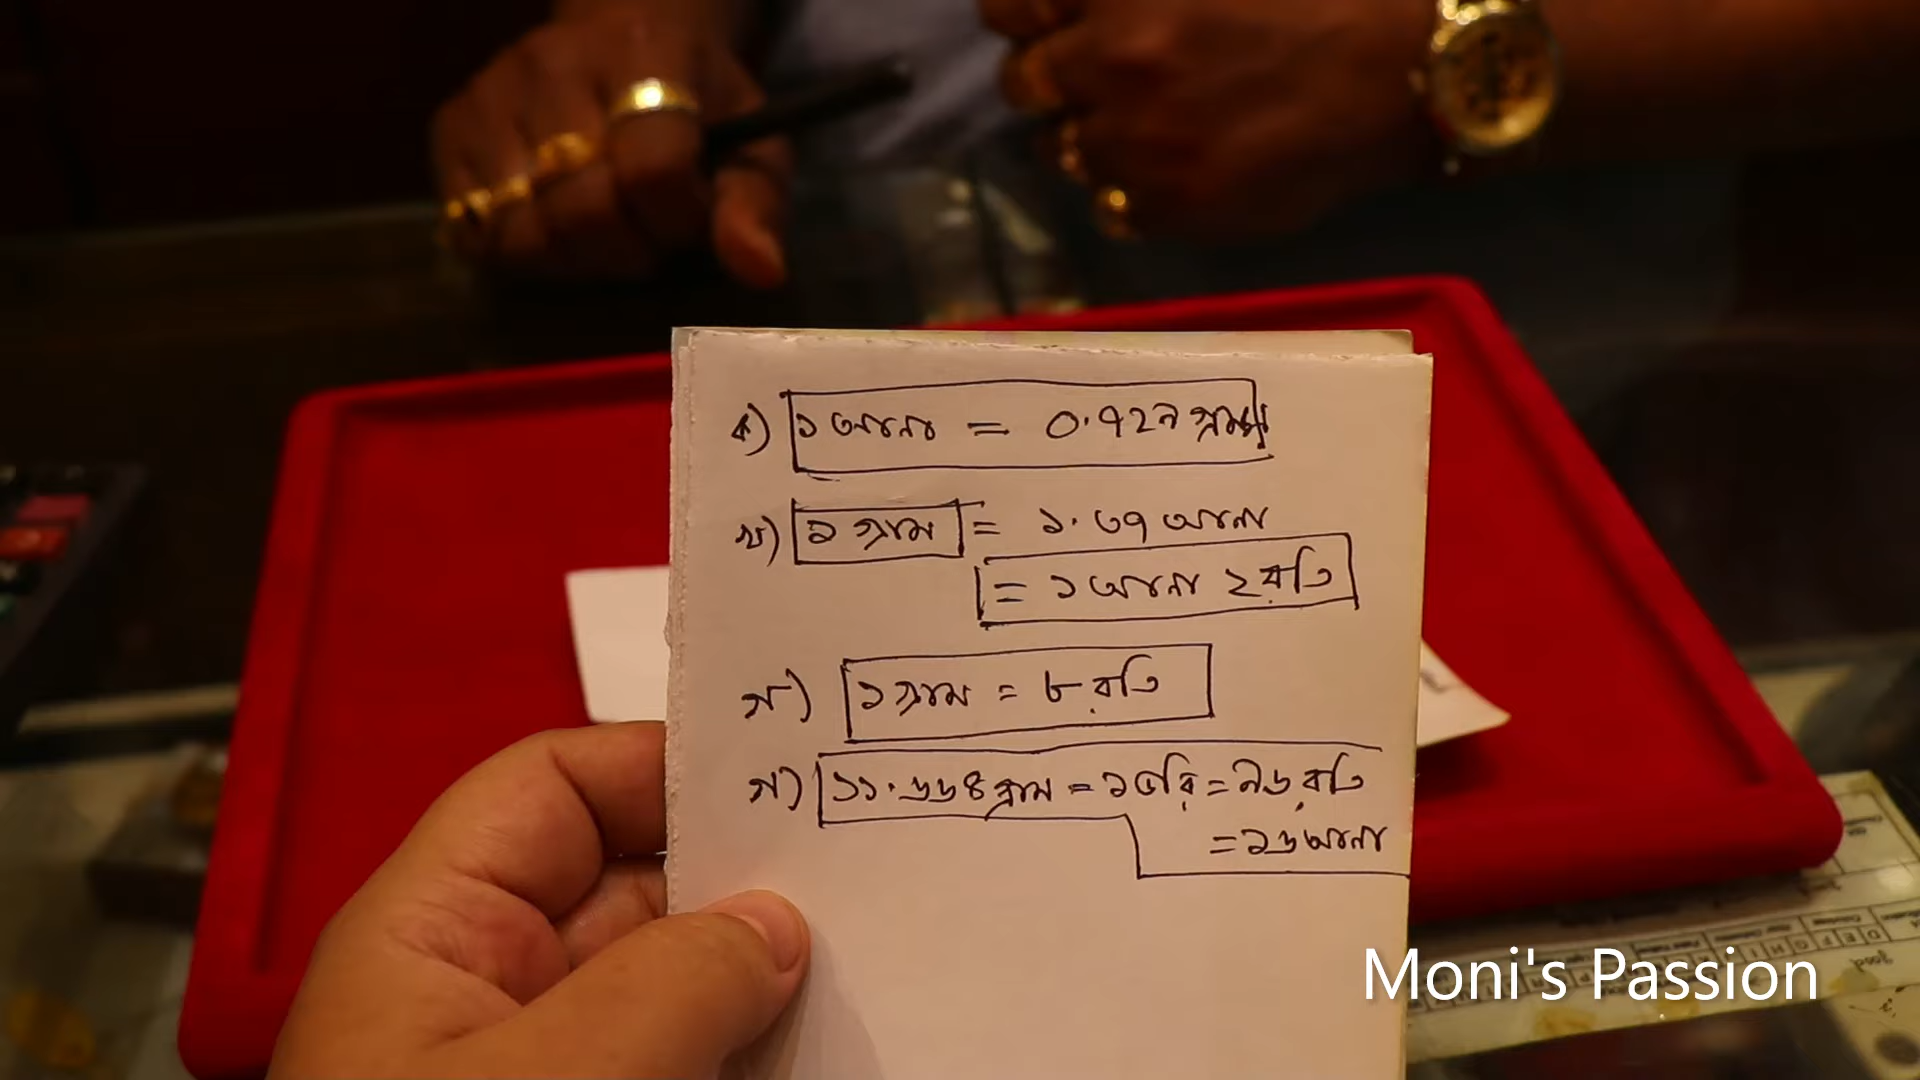 ক) ১ আনা = ০.৭২৯ গ্রাম
খ) ১ গ্রাম = ১.৩৭ আনা
= ১ আনা ২ রতি
গ) ১ গ্রাম = ৮ রতি
ঘ) ১১.৬৬৪ গ্রাম = ১ ভরি = ৯৬ রতি
= ১৬ আনা
Moni's Passion